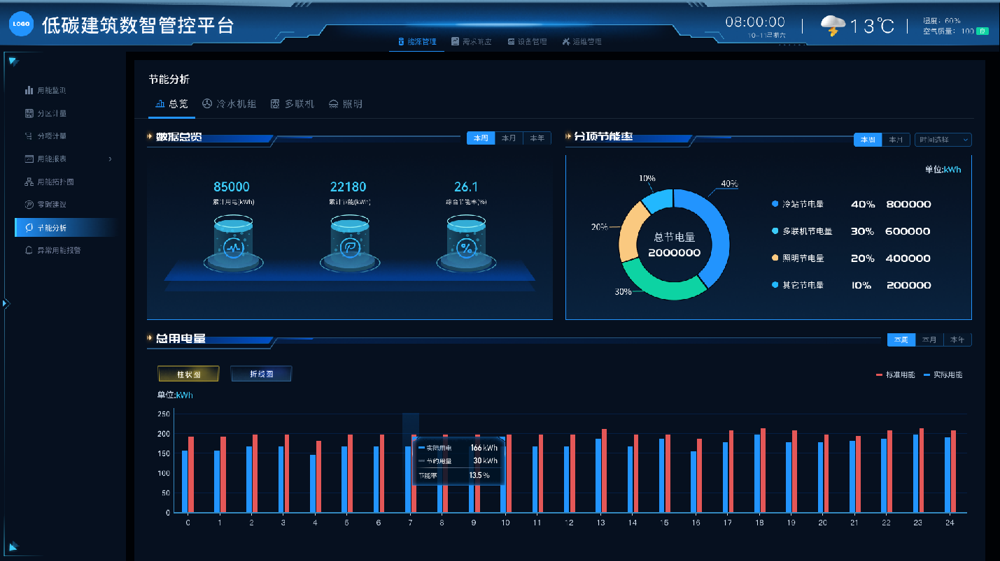 LOGO
低碳建筑数智管控平台
能源管理
需求响应
设备管理
运维管理
08:00:00
10-11星期六
13℃
湿度：60%
空气质量：100 良
用能监测
分区计量
分项计量
用能报表
用能拓扑图
零碳建议
节能分析
异常用能报警
节能分析
总览
冷水机组
多联机
照明
数据总览
本周 本月 本年
85000
累计用电(kWh)
22180
累计节能(kWh)
26.1
综合节能率(%)
分项节能率
本周 本月 时间选择
单位:kWh
10%
40%
20%
30%
总节电量
2000000
冷站节电量 40% 800000
多联机节电量 30% 600000
照明节电量 20% 400000
其它节电量 10% 200000
总用电量
本周 本月 本年
柱状图
折线图
标准用能 实际用能
单位:kWh
250
200
150
100
50
0
实际用电 166 kWh
节约用量 30 kWh
节能率 13.5 %
0 1 2 3 4 5 6 7 8 9 10 11 12 13 14 15 16 17 18 19 20 21 22 23 24